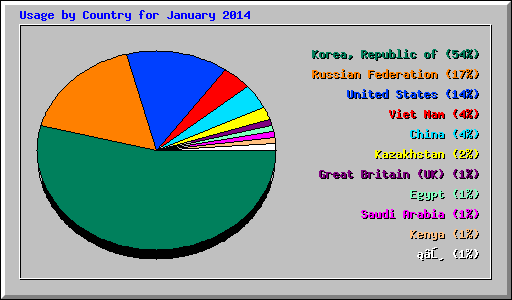 Usage by Country for January 2014
Korea, Republic of (54%)
Russian Federation (17%)
United States (14%)
Viet Nam (4%)
China (4%)
Kazakhstan (2%)
Great Britain (UK) (1%)
Egypt (1%)
Saudi Arabia (1%)
Kenya (1%)
(1%)